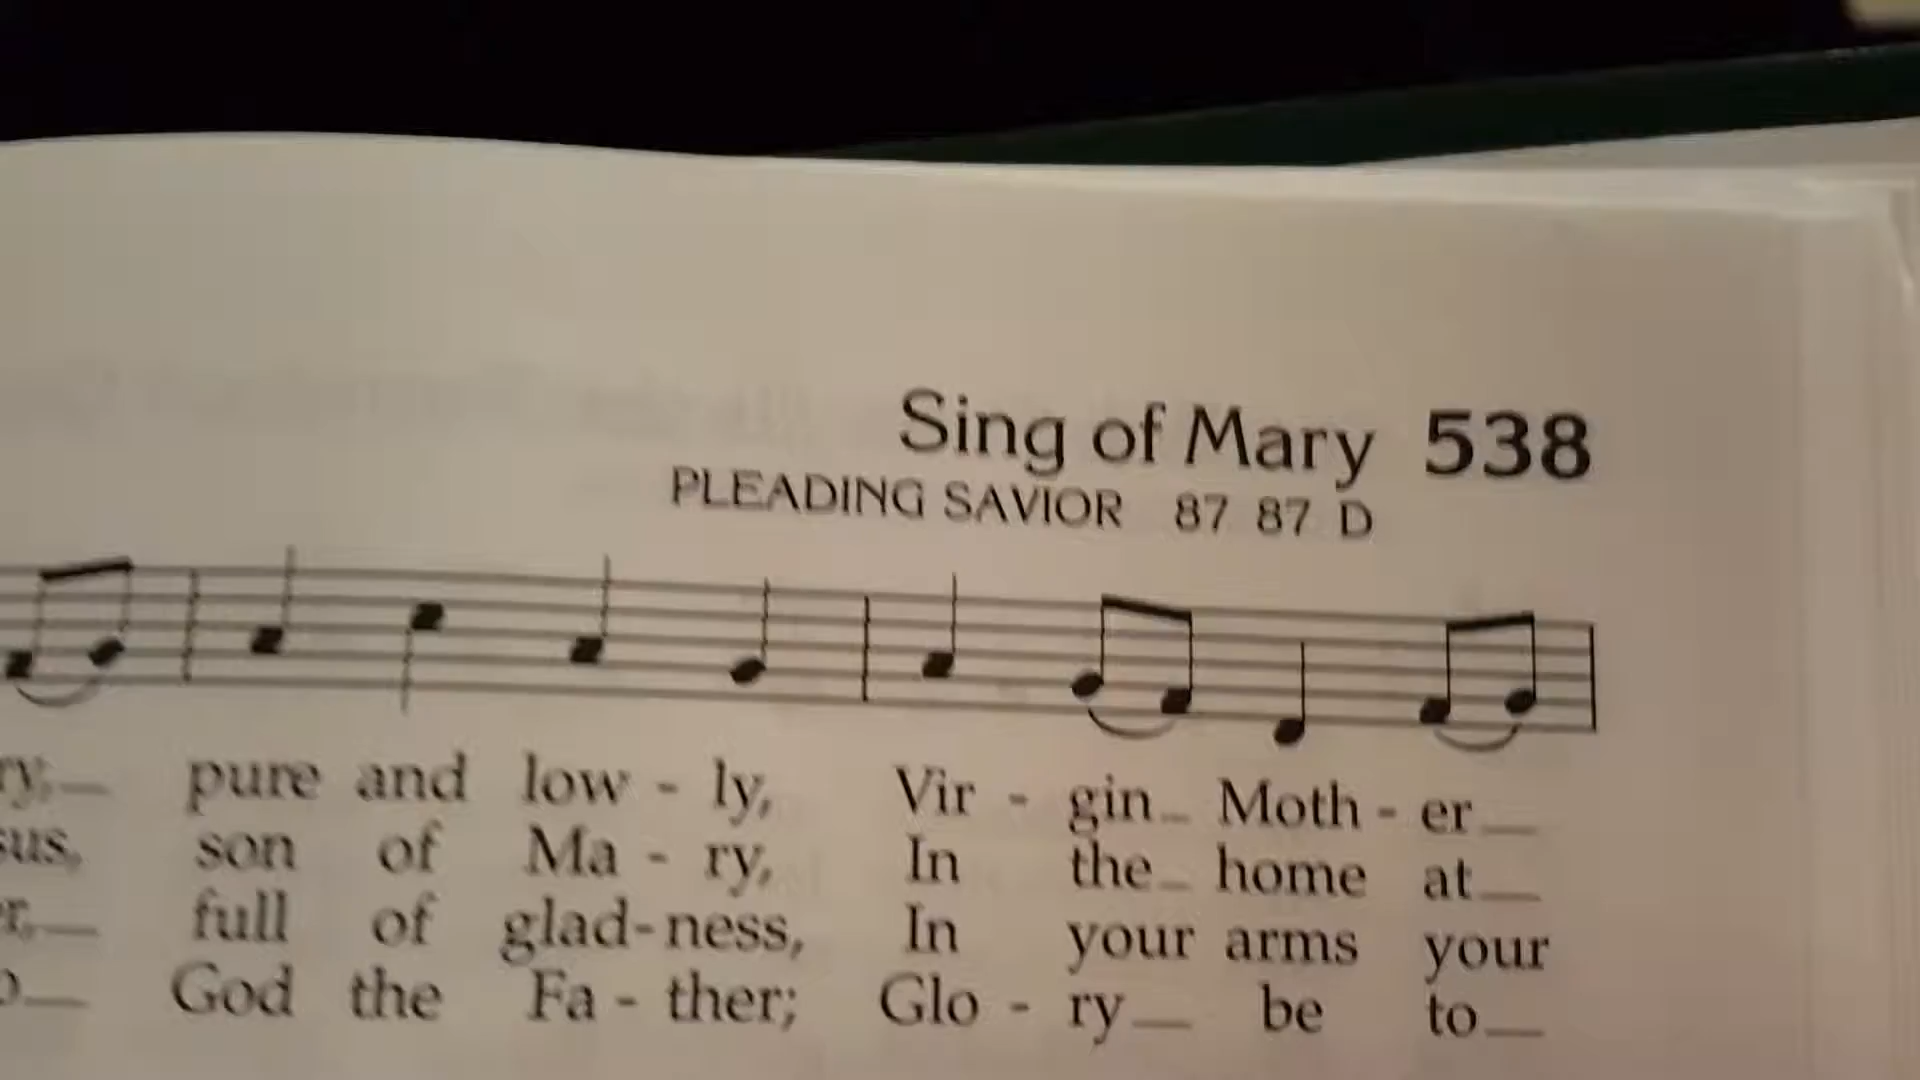 Sing of Mary 538
PLEADING SAVIOR 87 87 D
ry, pure and low - ly, Vir - gin Moth - er
sus, son of Ma - ry, In the home at
r, full of glad - ness, In your arms your
o God the Fa - ther; Glo - ry be to